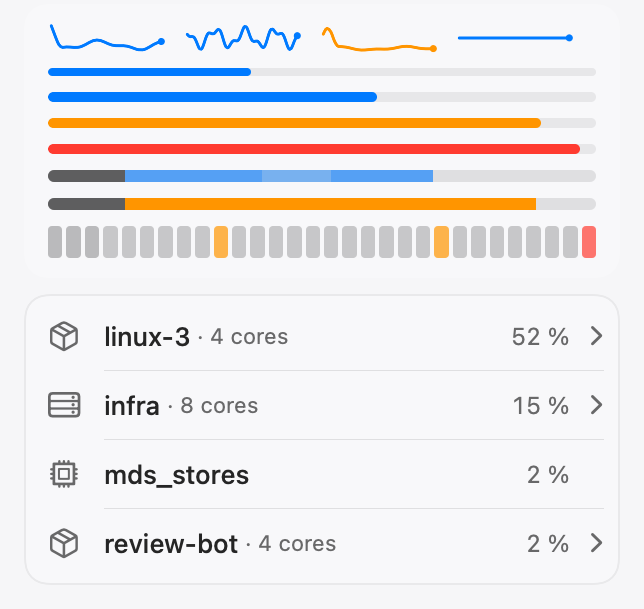 linux-3 · 4 cores 52 %
infra · 8 cores 15 %
mds_stores 2 %
review-bot · 4 cores 2 %